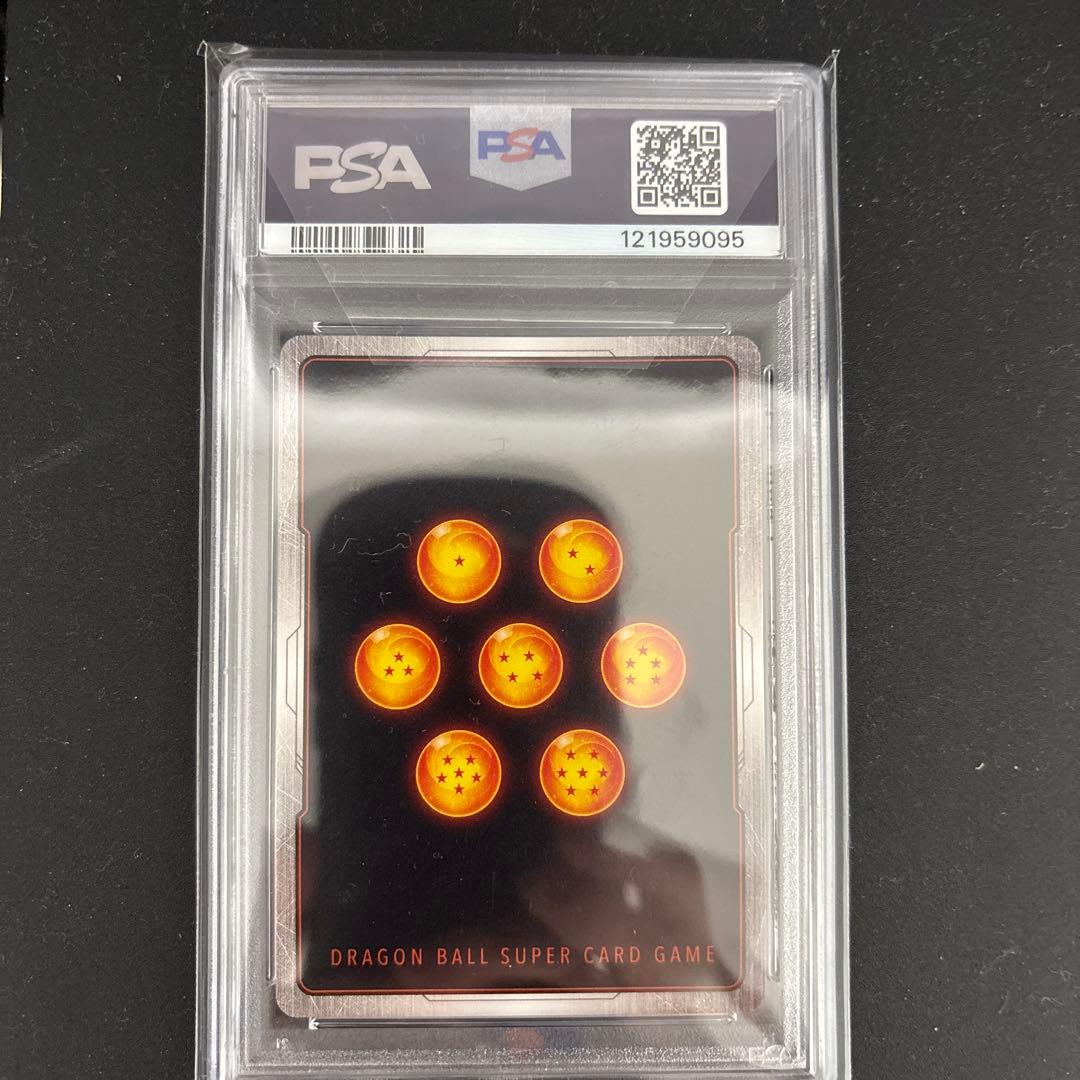 PSA
PSA
121959095
DRAGON BALL SUPER CARD GAME